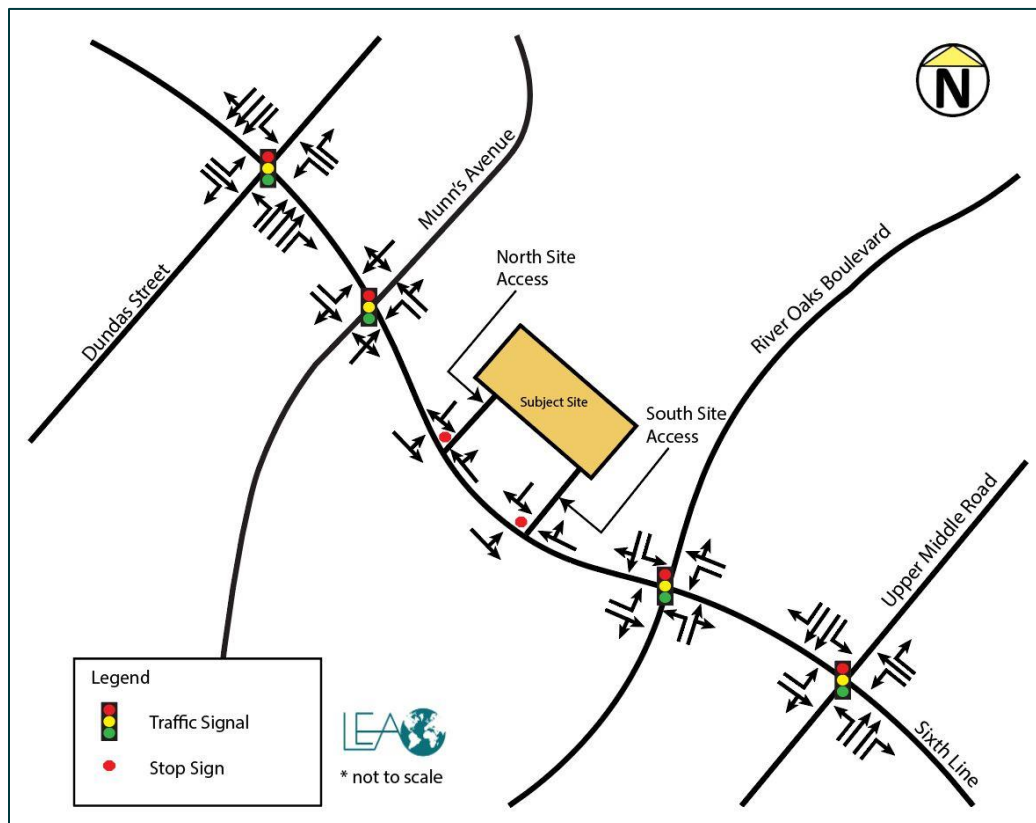 N
Munn's Avenue
North Site
Access
River Oaks Boulevard
Dundas Street
Subject Site
South Site
Access
Upper Middle Road
Sixth Line
Legend
Traffic Signal
Stop Sign
LEA
* not to scale